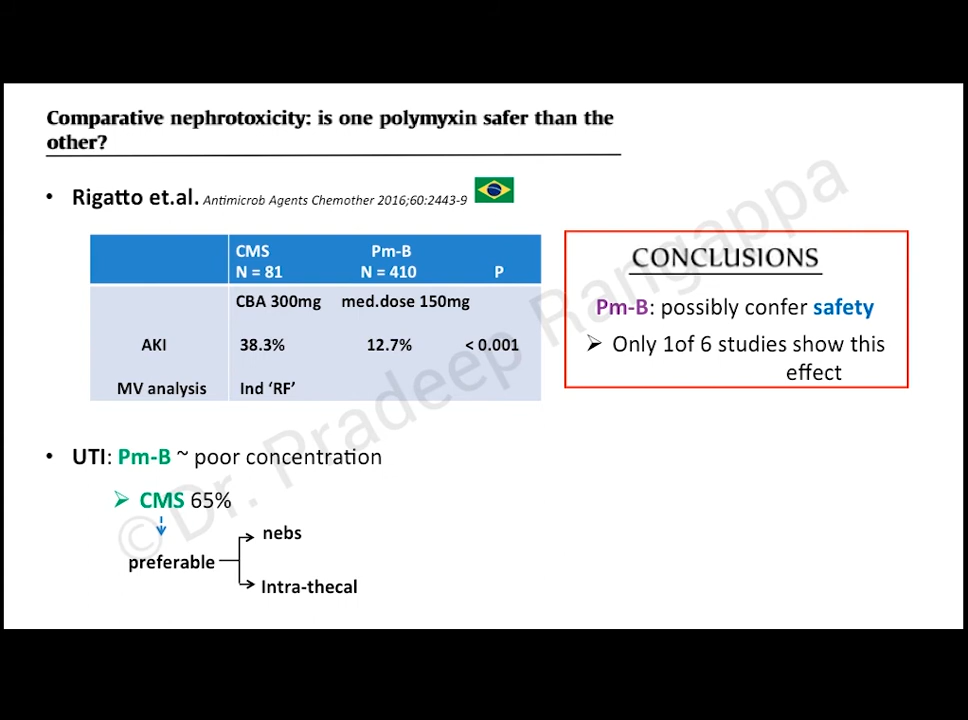 Comparative nephrotoxicity: is one polymyxin safer than the
other?
• Rigatto et.al. Antimicrob Agents Chemother 2016;60:2443-9
CMS Pm-B
N = 81 N = 410 P
CBA 300mg med.dose 150mg
AKI 38.3% 12.7% < 0.001
MV analysis Ind ‘RF’
CONCLUSIONS
Pm-B: possibly confer safety
➢ Only 1of 6 studies show this
effect
• UTI: Pm-B ~ poor concentration
➢ CMS 65%
preferable
nebs
Intra-thecal
©Dr. Pradeep Rangappa